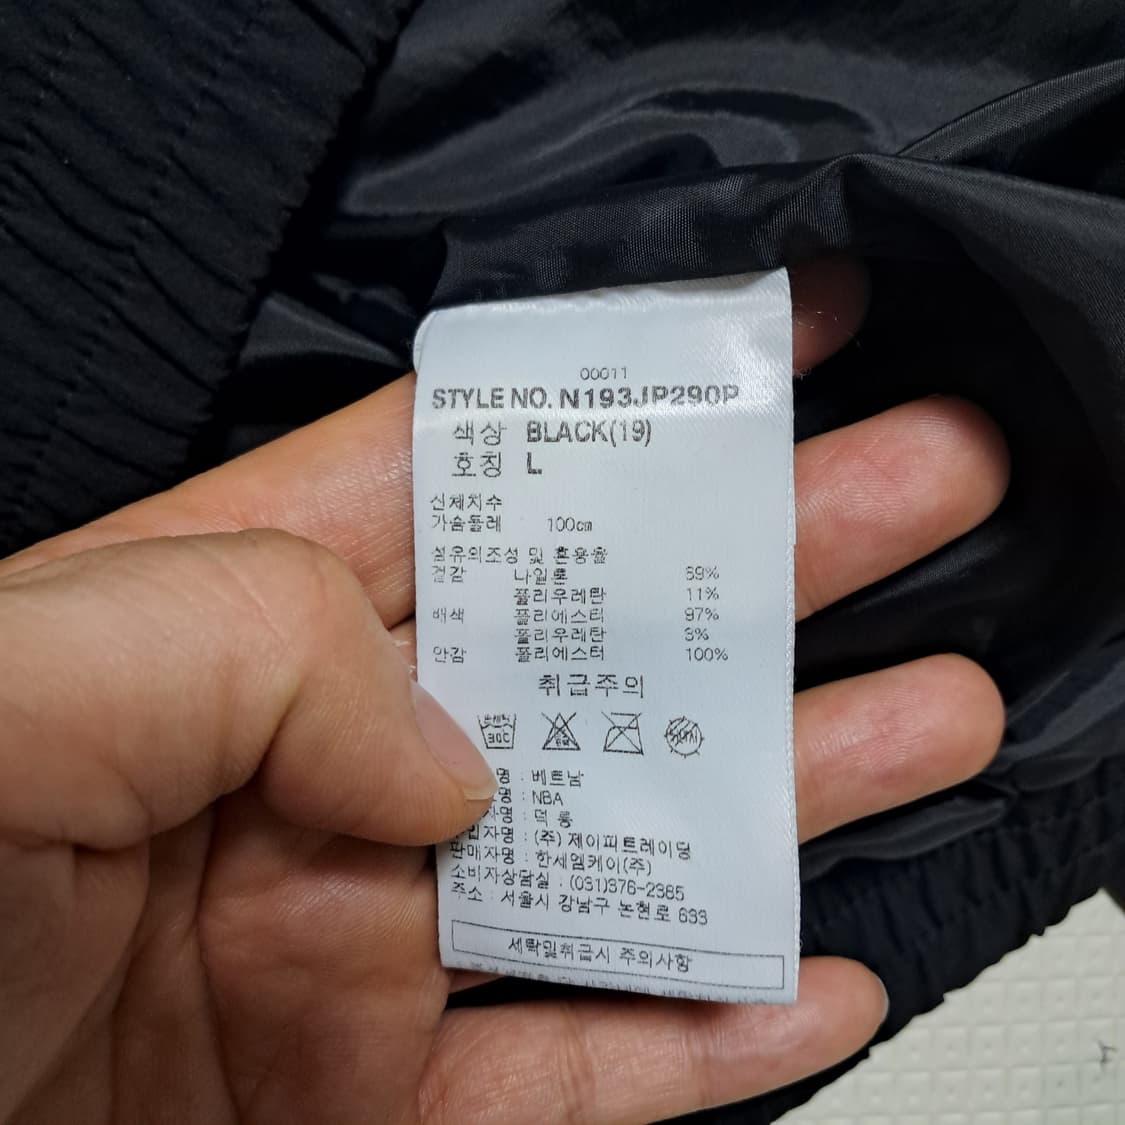 00011
STYLE NO. N193JP290P
색상 BLACK(19)
호칭 L
신체치수
가슴둘레 100cm
섬유의조성 및 혼용율
겉감 나일론 89%
폴리우레탄 11%
배색 폴리에스터 97%
폴리우레탄 3%
안감 폴리에스터 100%
취급주의
30C
명 : 베트남
명 : NBA
자명 : 덕룡
입자명 : (주) 제이피트레이딩
판매자명 : 한세엠케이(주)
소비자상담실 : (031)376-2385
주소 : 서울시 강남구 논현로 633
세탁및취급시 주의사항